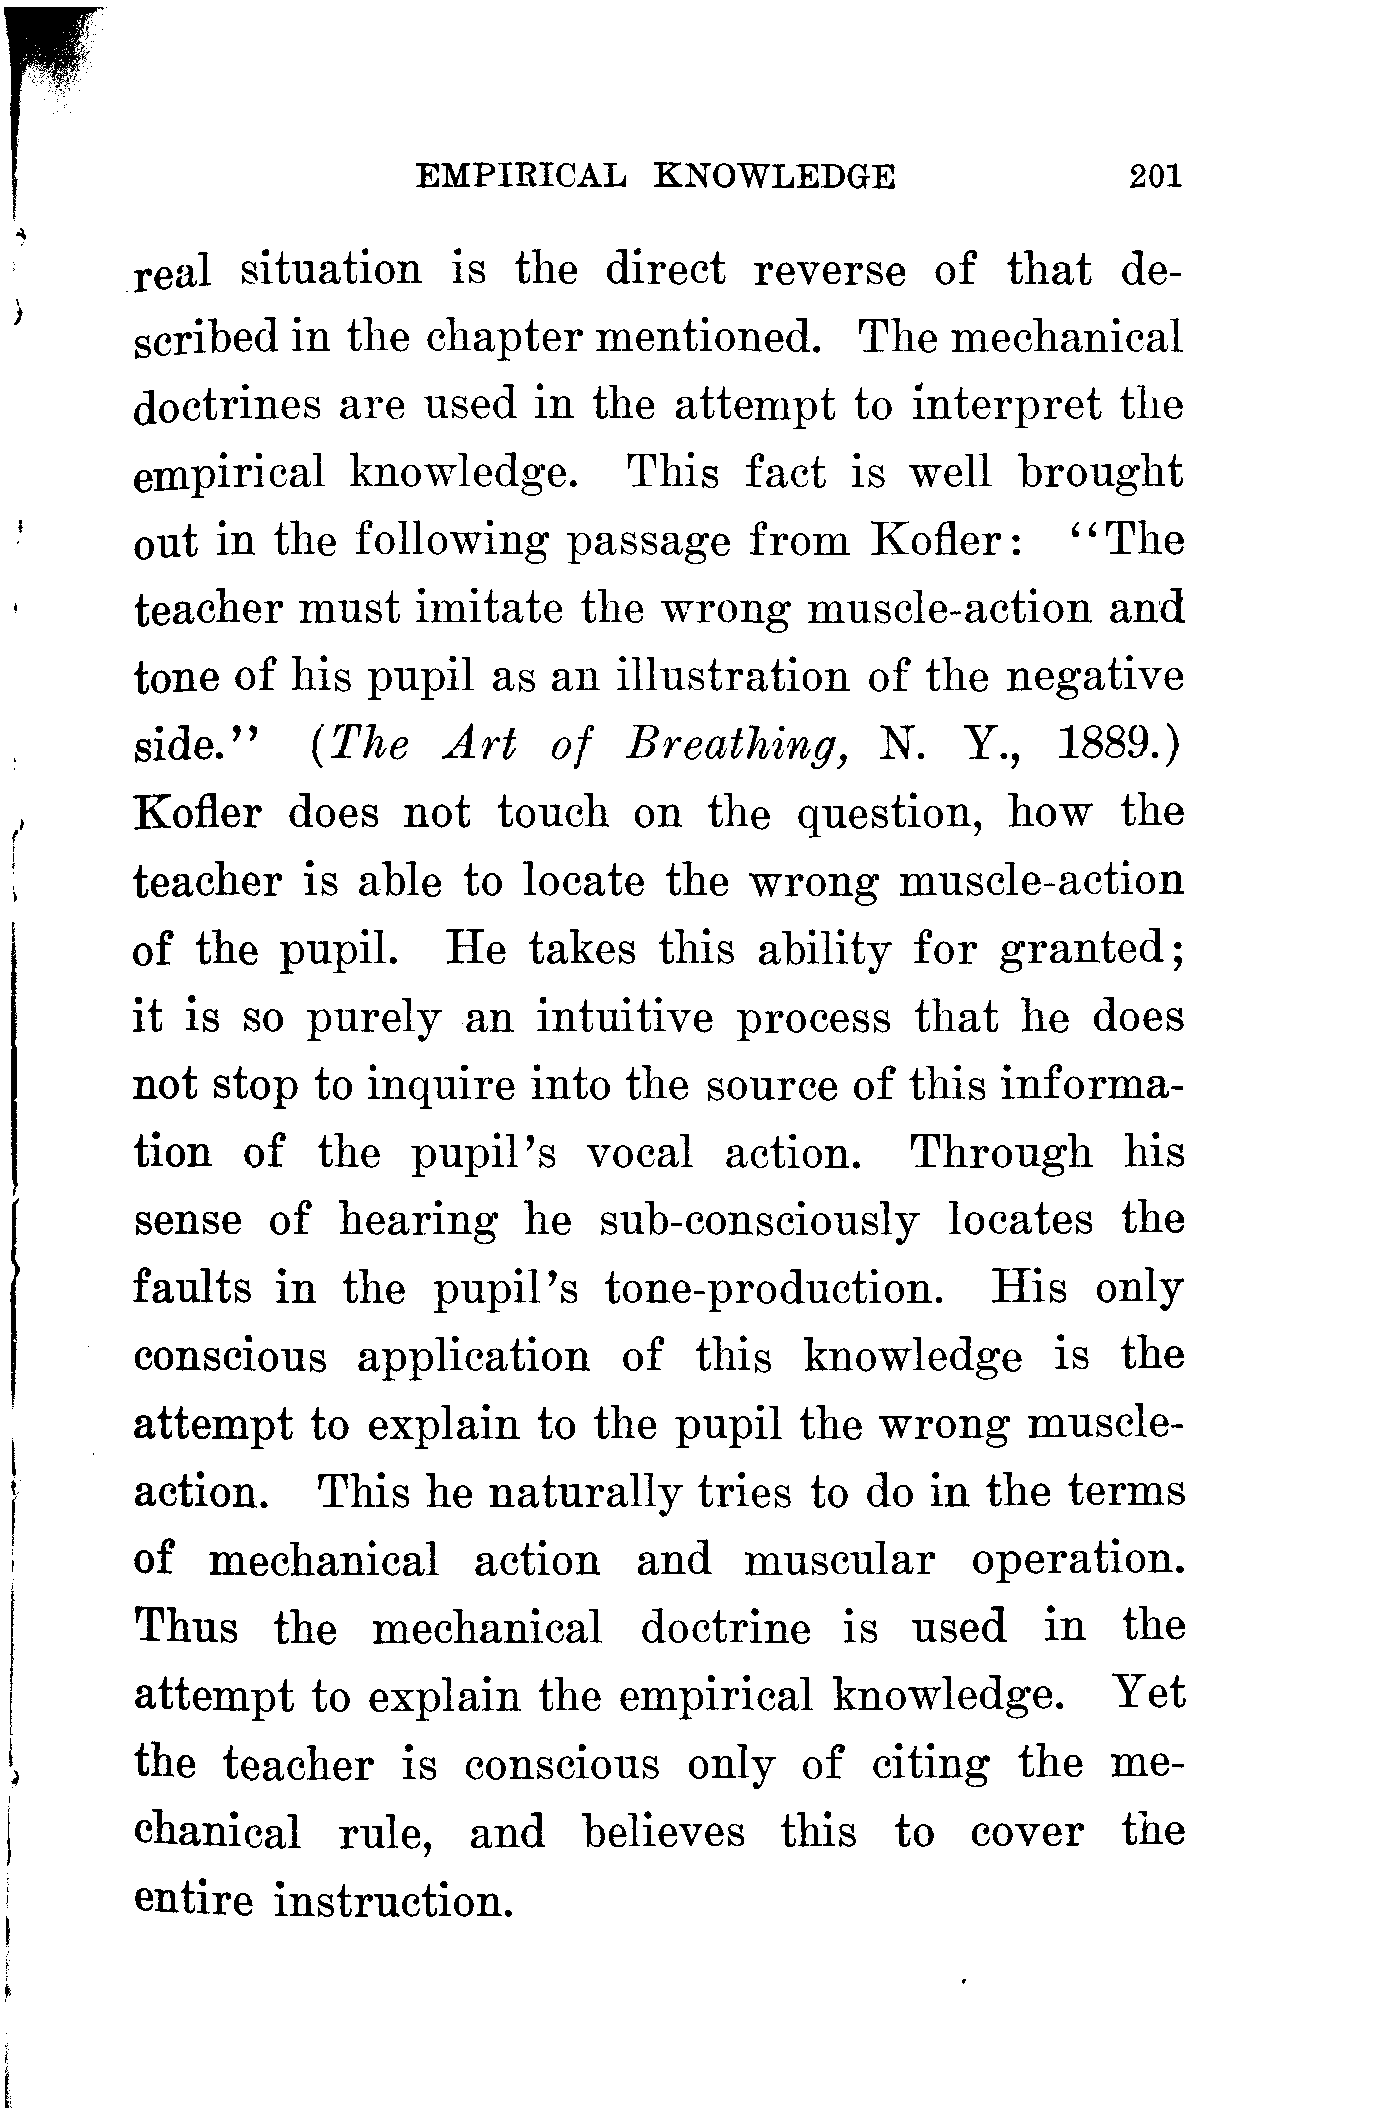 EMPIRICAL KNOWLEDGE 201
real situation is the direct reverse of that de-
scribed in the chapter mentioned. The mechanical
doctrines are used in the attempt to interpret the
empirical knowledge. This fact is well brought
out in the following passage from Kofler: “The
teacher must imitate the wrong muscle-action and
tone of his pupil as an illustration of the negative
side.” (The Art of Breathing, N. Y., 1889.)
Kofler does not touch on the question, how the
teacher is able to locate the wrong muscle-action
of the pupil. He takes this ability for granted;
it is so purely an intuitive process that he does
not stop to inquire into the source of this informa-
tion of the pupil’s vocal action. Through his
sense of hearing he sub-consciously locates the
faults in the pupil’s tone-production. His only
conscious application of this knowledge is the
attempt to explain to the pupil the wrong muscle-
action. This he naturally tries to do in the terms
of mechanical action and muscular operation.
Thus the mechanical doctrine is used in the
attempt to explain the empirical knowledge. Yet
the teacher is conscious only of citing the me-
chanical rule, and believes this to cover the
entire instruction.